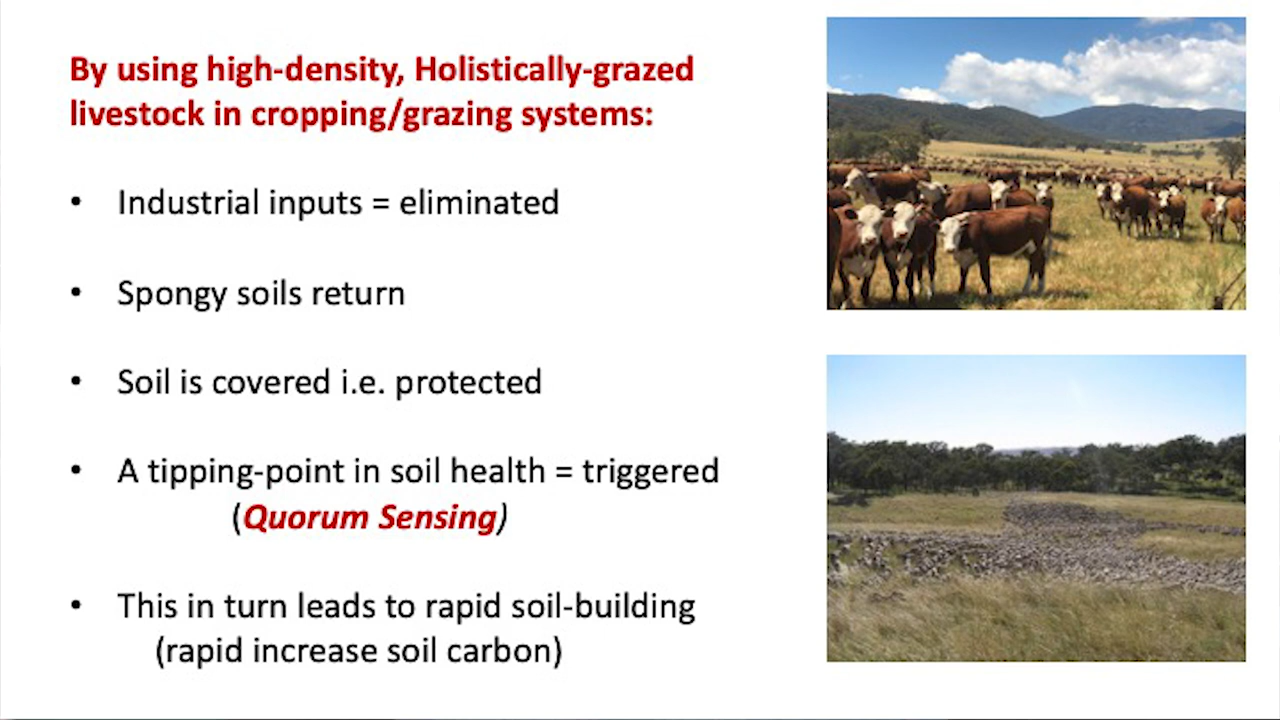 By using high-density, Holistically-grazed
livestock in cropping/grazing systems:
• Industrial inputs = eliminated
• Spongy soils return
• Soil is covered i.e. protected
• A tipping-point in soil health = triggered
(Quorum Sensing)
• This in turn leads to rapid soil-building
(rapid increase soil carbon)